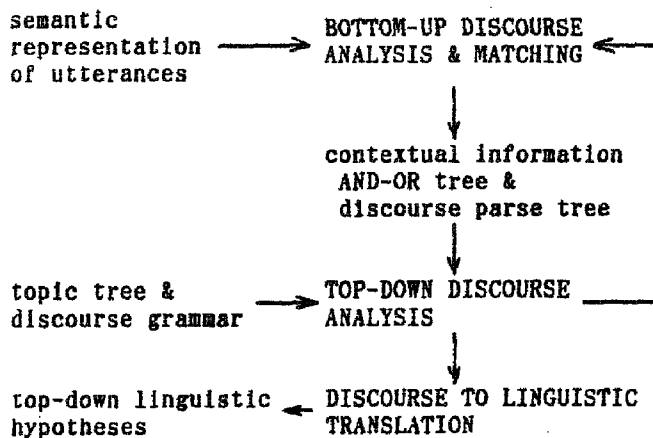 semantic
representation
of utterances
BOTTOM-UP DISCOURSE
ANALYSIS & MATCHING
contextual information
AND-OR tree &
discourse parse tree
topic tree &
discourse grammar
TOP-DOWN DISCOURSE
ANALYSIS
top-down linguistic
hypotheses
DISCOURSE TO LINGUISTIC
TRANSLATION